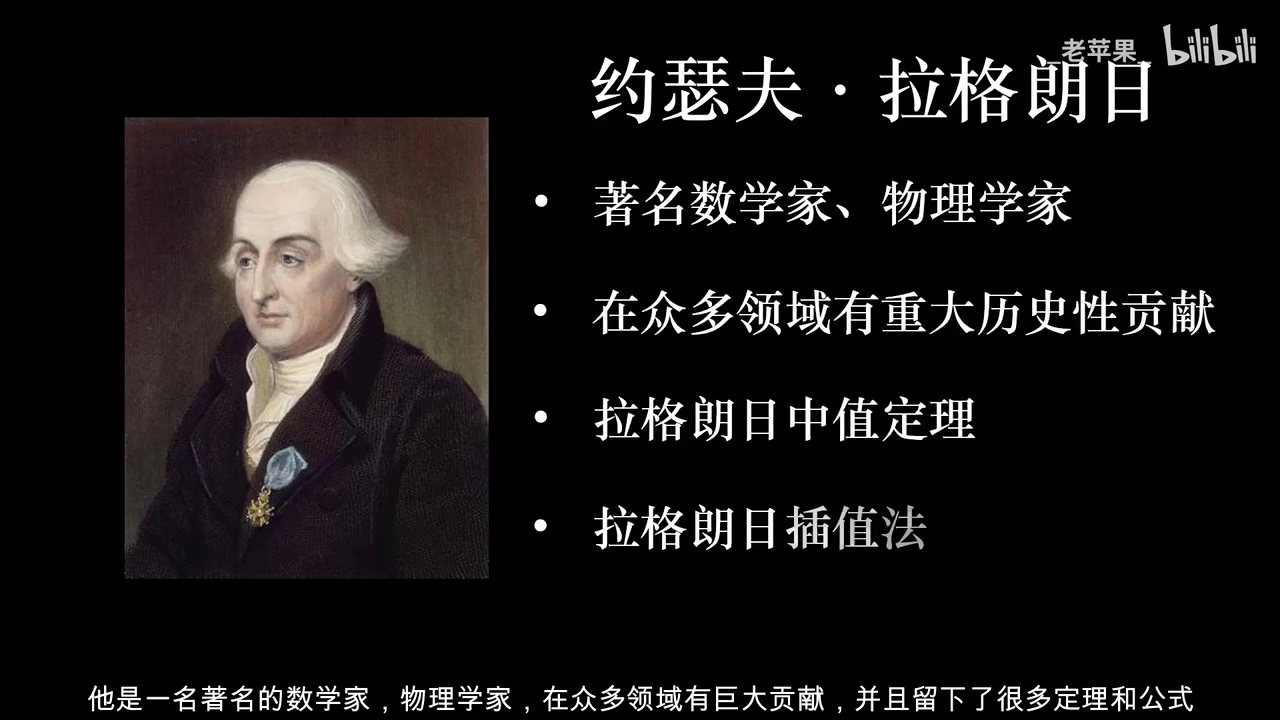 _老苹果_ bilibili
约瑟夫·拉格朗日
• 著名数学家、物理学家
• 在众多领域有重大历史性贡献
• 拉格朗日中值定理
• 拉格朗日插值法
他是一名著名的数学家，物理学家，在众多领域有巨大贡献，并且留下了很多定理和公式